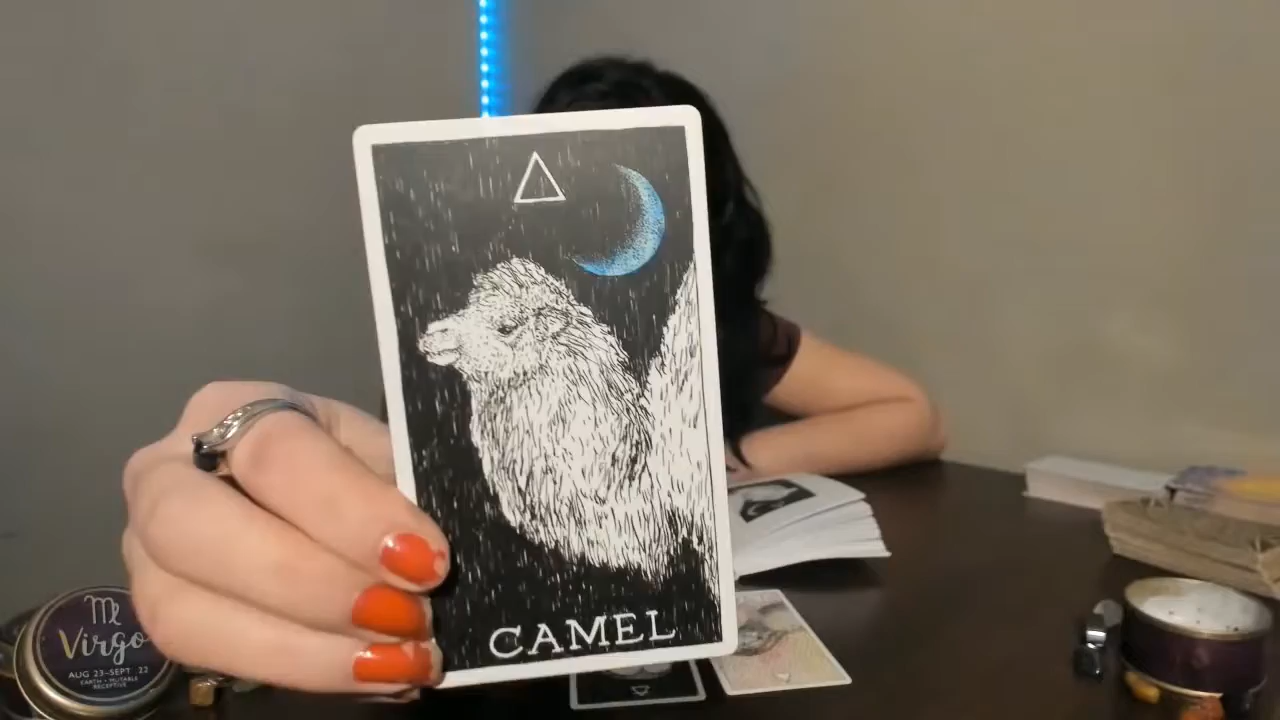 CAMEL
Virgo
AUG 23-SEPT. 22
EARTH • MUTABLE
RECEPTIVE